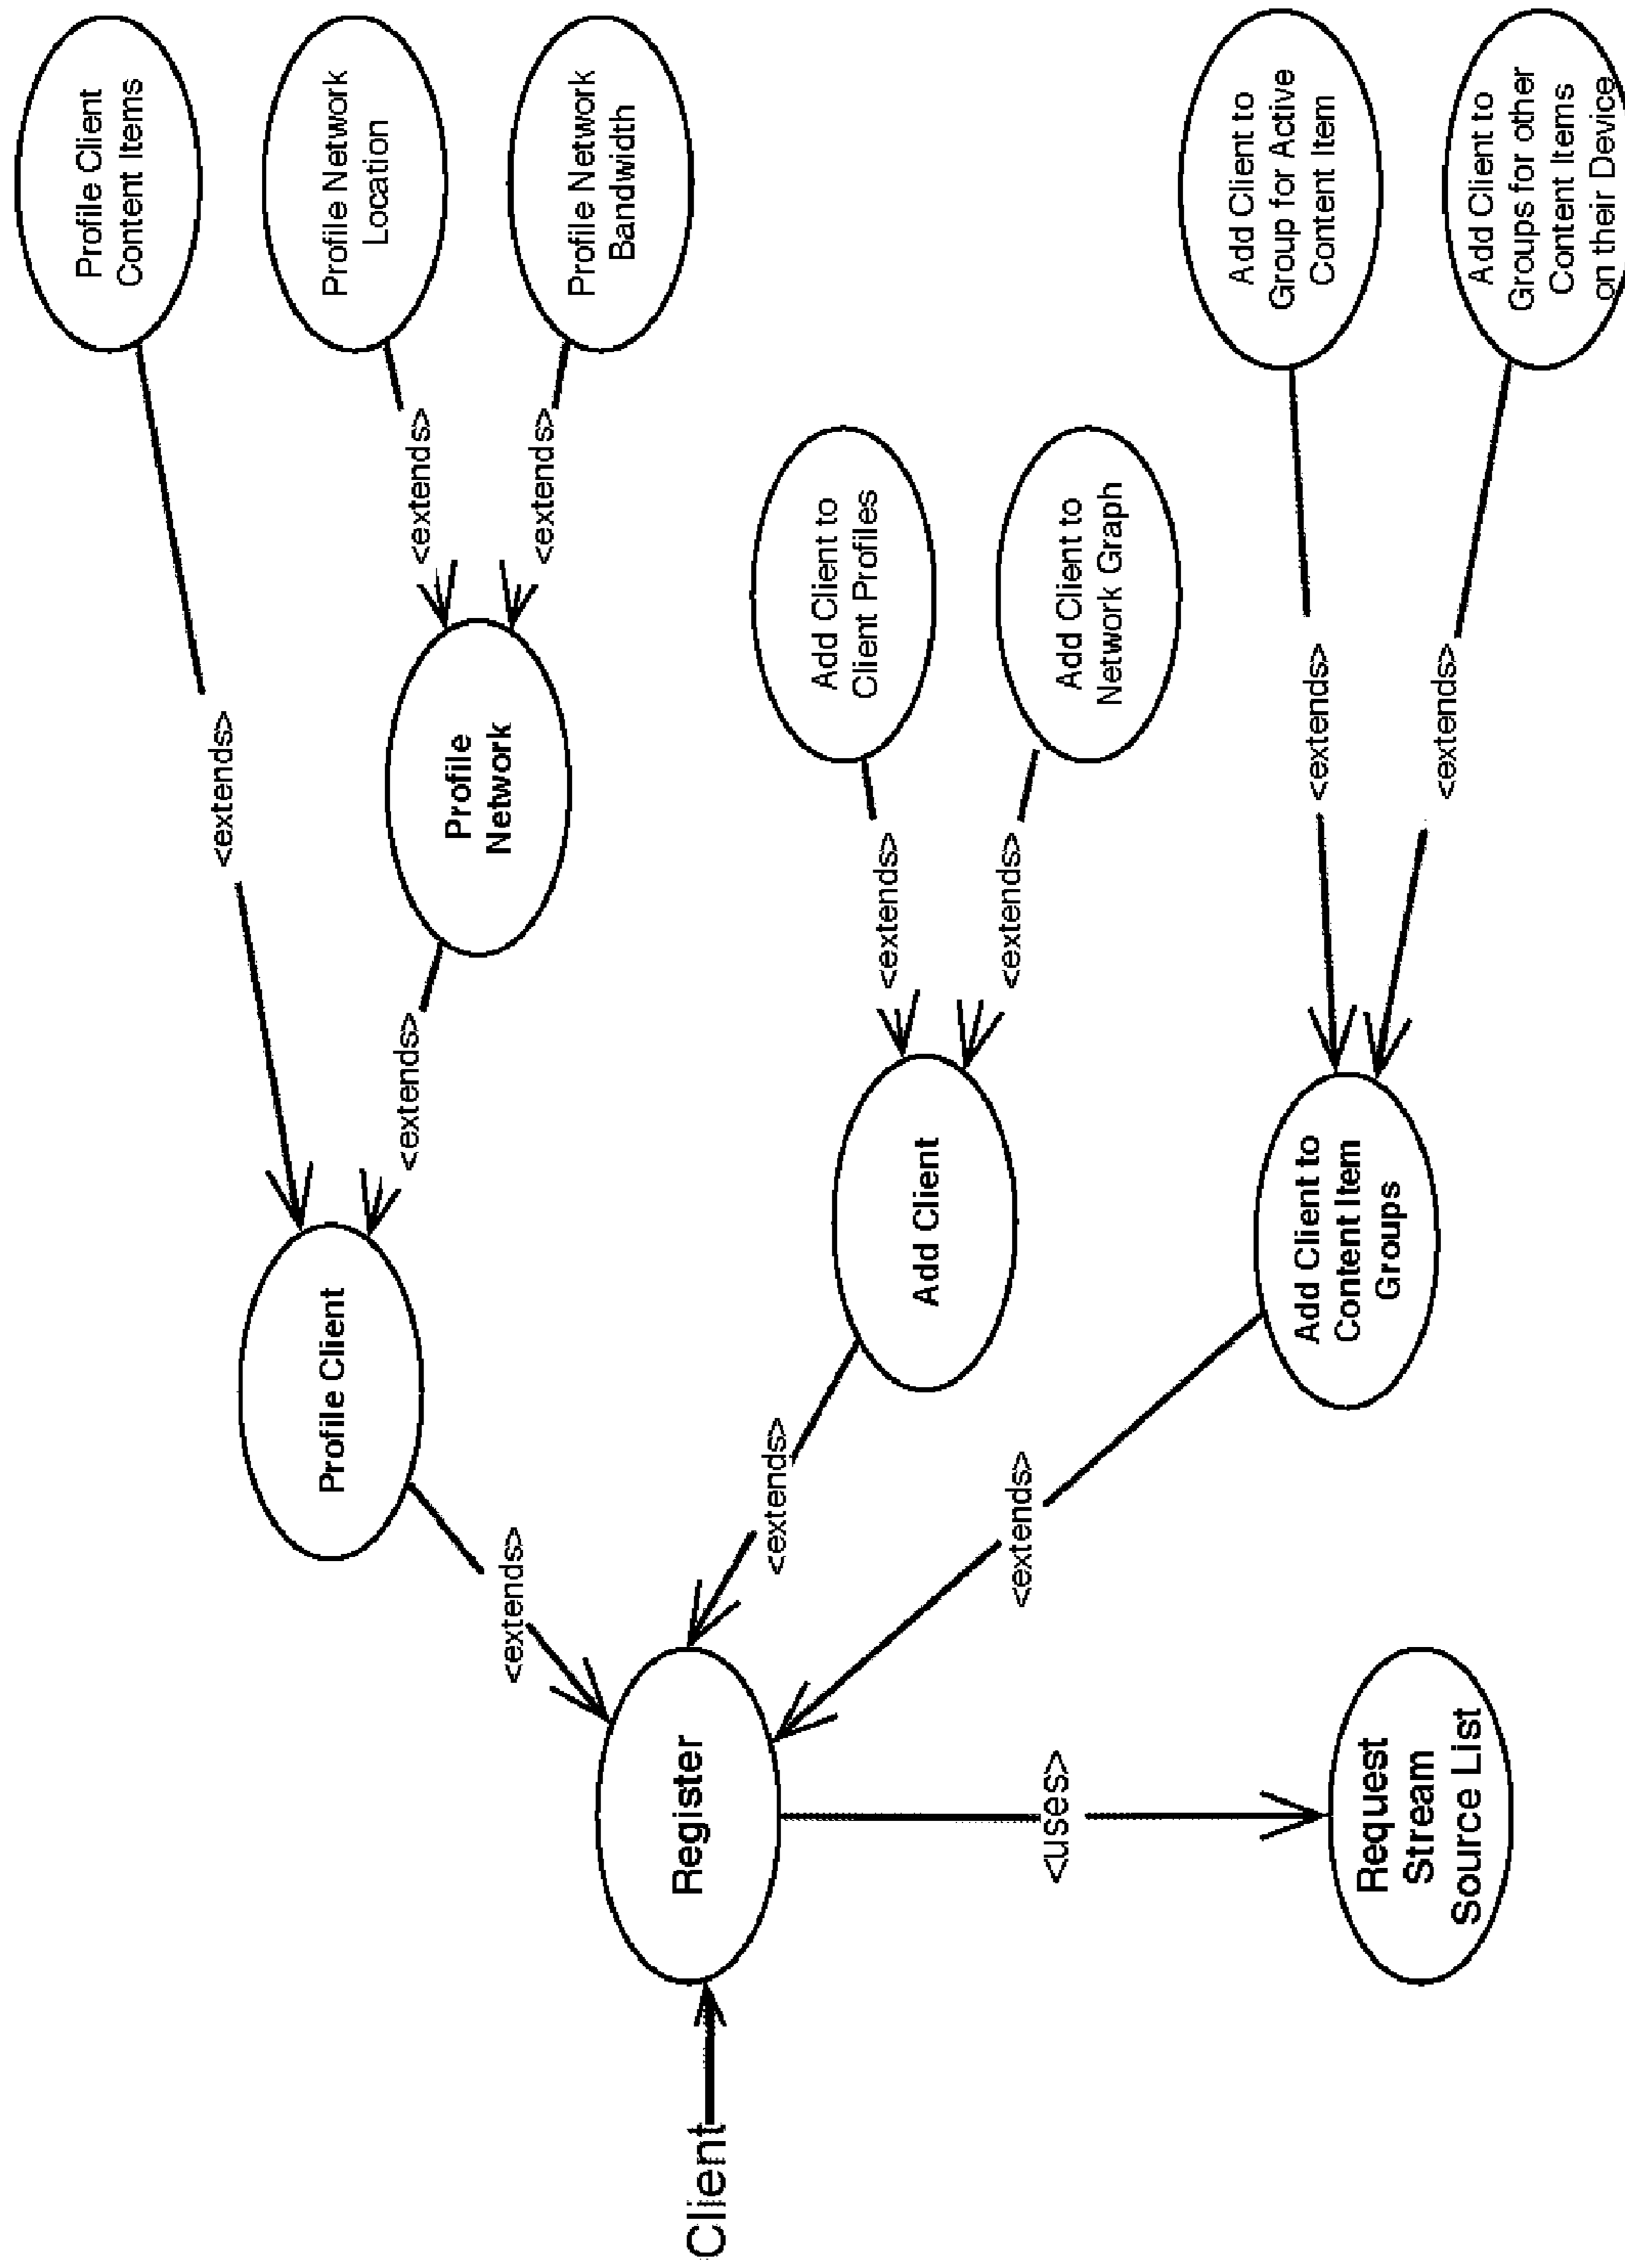 Client
Register
<uses>
Request
Stream
Source List
<extends>
Profile Client
<extends>
Profile Client
Content Items
<extends>
Profile
Network
<extends>
Profile Network
Location
<extends>
Profile Network
Bandwidth
<extends>
Add Client
<extends>
Add Client to
Client Profiles
<extends>
Add Client to
Network Graph
<extends>
Add Client to
Content Item
Groups
<extends>
Add Client to
Group for Active
Content Item
<extends>
Add Client to
Groups for other
Content Items
on their Device